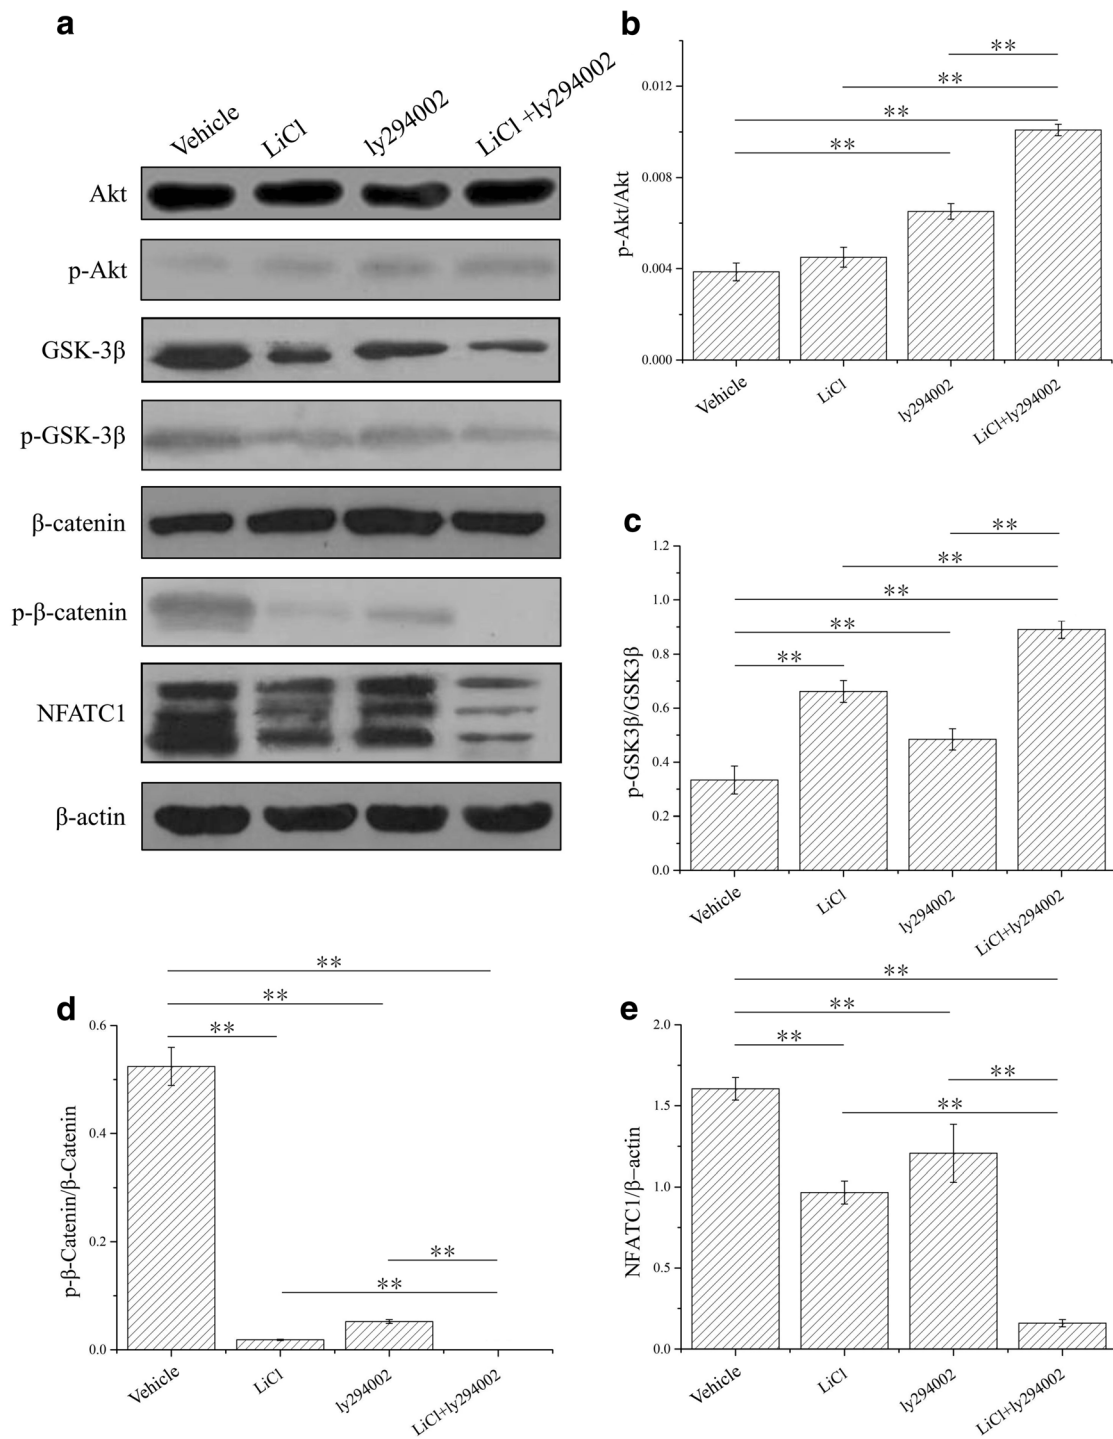 a
Vehicle
LiCl
ly294002
LiCl +ly294002
Akt
p-Akt
GSK-3β
p-GSK-3β
β-catenin
p-β-catenin
NFATC1
β-actin
b
**
**
**
**
0.012
0.008
0.004
0.000
p-Akt/Akt
Vehicle
LiCl
ly294002
LiCl+ly294002
c
**
**
**
**
**
1.2
1.0
0.8
0.6
0.4
0.2
0.0
p-GSK3β/GSK3β
Vehicle
LiCl
ly294002
LiCl+ly294002
d
**
**
**
**
**
0.6
0.4
0.2
0.0
p-β-Catenin/β-Catenin
Vehicle
LiCl
ly294002
LiCl+ly294002
e
**
**
**
**
**
2.0
1.5
1.0
0.5
0.0
NFATC1/β–actin
Vehicle
LiCl
ly294002
LiCl+ly294002